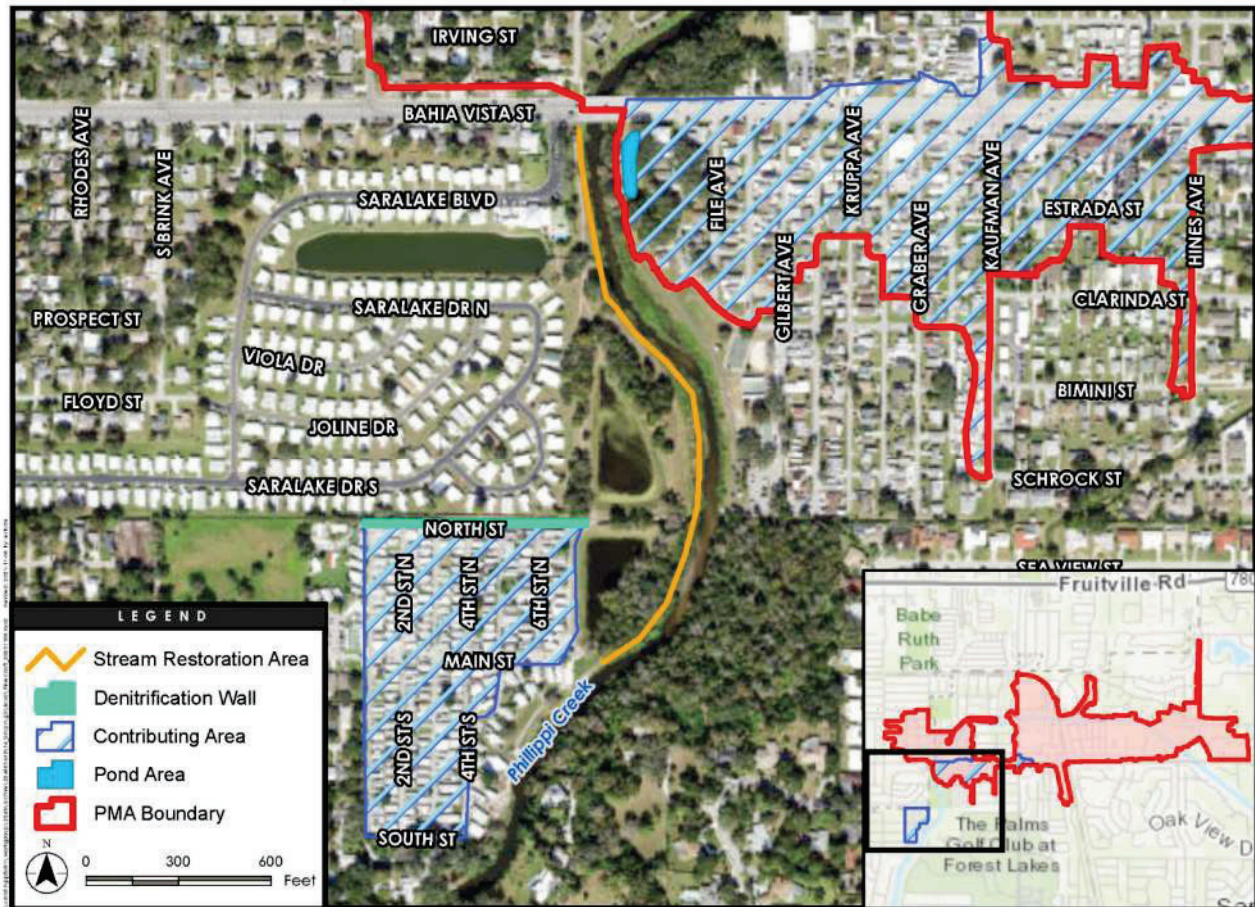 IRVING ST
BAHIA VISTA ST
RHODES AVE
S BRINK AVE
SARALAKE BLVD
FILE AVE
KRUPPA AVE
KAUFMAN AVE
ESTRADA ST
HINES AVE
GILBERT AVE
GRABER AVE
CLARINDA ST
SARALAKE DR N
PROSPECT ST
VIOLA DR
FLOYD ST
JOLINE DR
BIMINI ST
SARALAKE DR S
SCHROCK ST
NORTH ST
SEA VIEW ST
2ND ST N
4TH ST N
6TH ST N
MAIN ST
2ND ST S
4TH ST S
Phillippi Creek
SOUTH ST
LEGEND
Stream Restoration Area
Denitrification Wall
Contributing Area
Pond Area
PMA Boundary
N
0 300 600
Feet
Fruitville Rd
780
Babe
Ruth
Park
The Palms
Golf Club at
Forest Lakes
Oak View D